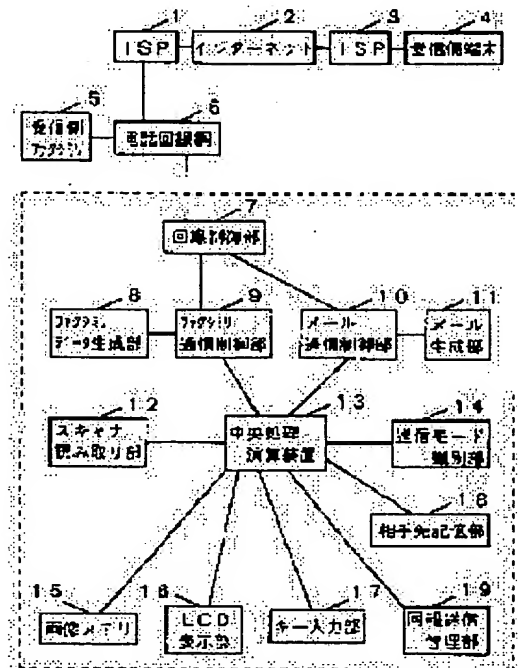 1 2 3 4
ISP インターネット ISP 受信側端末
5 6
受信側 電話回線網
ファクシミリ
7
回線制御部
8 9 10 11
ファクシミリ ファクシミリ メール メール
データ生成部 通信制御部 通信制御部 生成部
12 13 14
スキャナ 中央処理 送信モード
読み取り部 演算装置 識別部
18
相手先記憶部
15 16 17 19
画像メモリ LCD キー入力部 同報送信
表示部 管理部